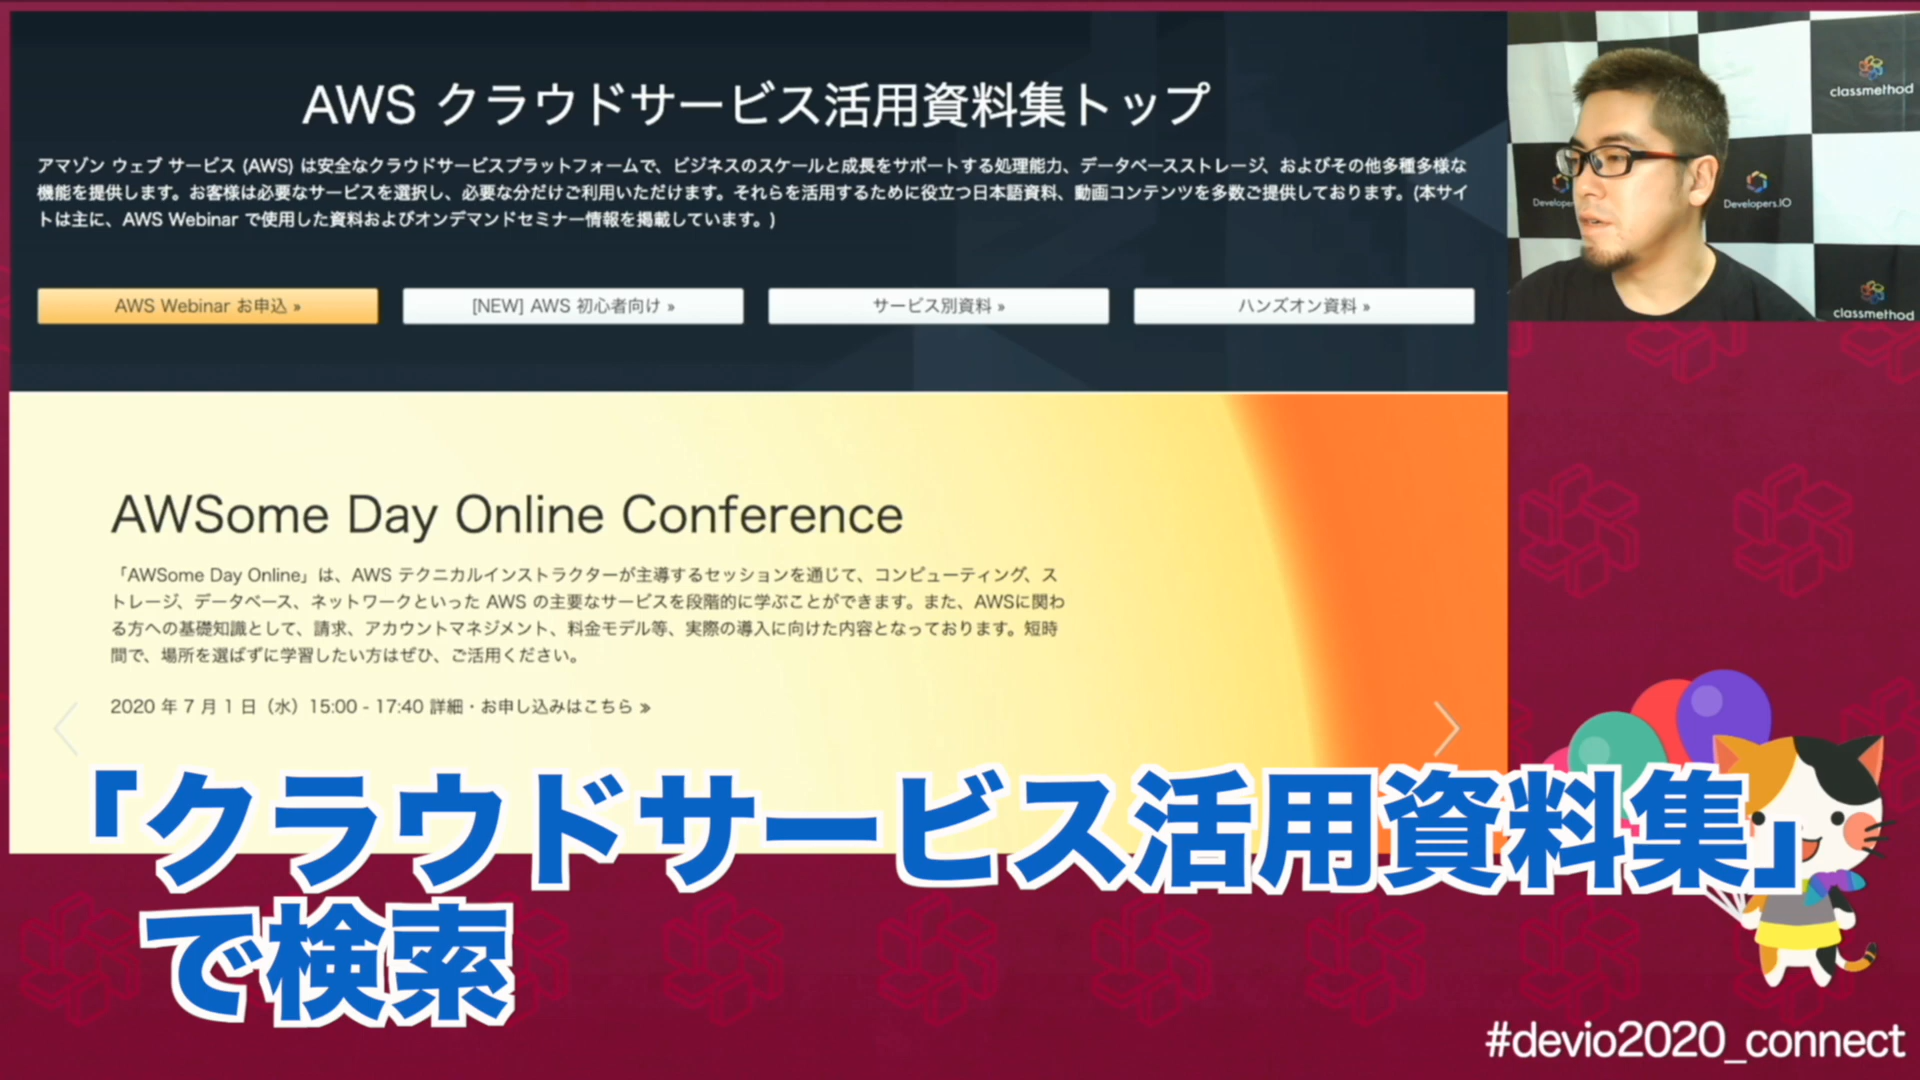 AWS クラウドサービス活用資料集トップ
アマゾン ウェブ サービス (AWS) は安全なクラウドサービスプラットフォームで、ビジネスのスケールと成長をサポートする処理能力、データベースストレージ、およびその他多種多様な
機能を提供します。お客様は必要なサービスを選択し、必要な分だけご利用いただけます。それらを活用するために役立つ日本語資料、動画コンテンツを多数ご提供しております。(本サイ
トは主に、AWS Webinar で使用した資料およびオンデマンドセミナー情報を掲載しています。)
AWS Webinar お申込 »
[NEW] AWS 初心者向け »
サービス別資料 »
ハンズオン資料 »
classmethod
Develope
Developers.IO
classmethod
AWSome Day Online Conference
「AWSome Day Online」は、AWS テクニカルインストラクターが主導するセッションを通じて、コンピューティング、ス
トレージ、データベース、ネットワークといった AWS の主要なサービスを段階的に学ぶことができます。また、AWSに関わ
る方への基礎知識として、請求、アカウントマネジメント、料金モデル等、実際の導入に向けた内容となっております。短時
間で、場所を選ばずに学習したい方はぜひ、ご活用ください。
2020 年 7 月 1 日（水）15:00 - 17:40 詳細・お申し込みはこちら »
「クラウドサービス活用資料集」
で検索
#devio2020_connect